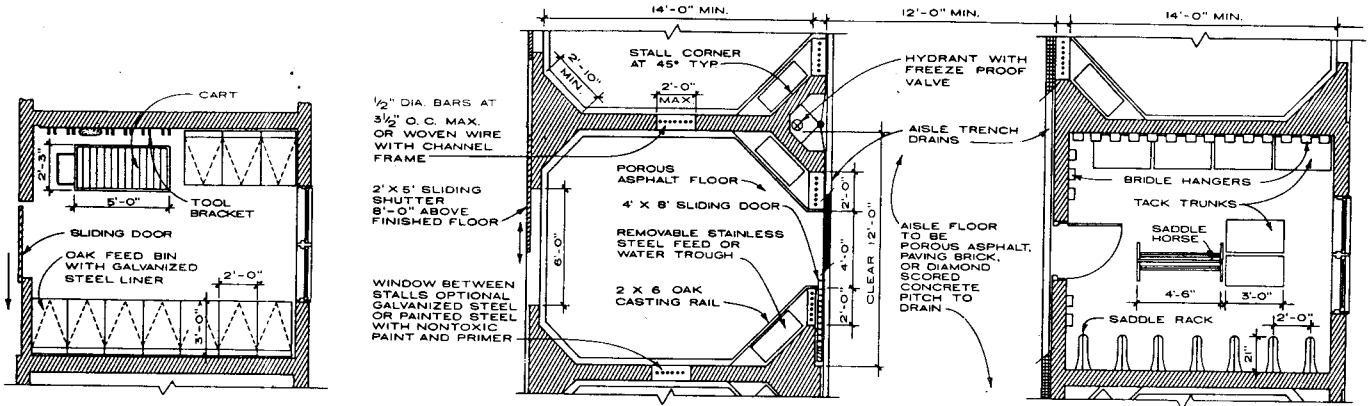 CART
2'-3"
5'-0"
TOOL
BRACKET
SLIDING DOOR
OAK FEED BIN
WITH GALVANIZED
STEEL LINER
2'-0"
3'-0"
14'-0" MIN.
12'-0" MIN.
14'-0" MIN.
STALL CORNER
AT 45° TYP.
2'-10"
MIN.
2'-0"
MAX
HYDRANT WITH
FREEZE PROOF
VALVE
1/2" DIA. BARS AT
3 1/2" O.C. MAX.
OR WOVEN WIRE
WITH CHANNEL
FRAME
2' X 5' SLIDING
SHUTTER
8'-0" ABOVE
FINISHED FLOOR
6'-0"
WINDOW BETWEEN
STALLS OPTIONAL
GALVANIZED STEEL
OR PAINTED STEEL
WITH NONTOXIC
PAINT AND PRIMER
POROUS
ASPHALT FLOOR
4' X 8' SLIDING DOOR
REMOVABLE STAINLESS
STEEL FEED OR
WATER TROUGH
2 X 6 OAK
CASTING RAIL
2'-0"
4'-0"
2'-0"
CLEAR 12'-0"
AISLE TRENCH
DRAINS
AISLE FLOOR
TO BE
POROUS ASPHALT,
PAVING BRICK,
OR DIAMOND
SCORED
CONCRETE
PITCH TO
DRAIN
BRIDLE HANGERS
TACK TRUNKS
SADDLE
HORSE
4'-6"
3'-0"
2'-0"
SADDLE RACK
21"